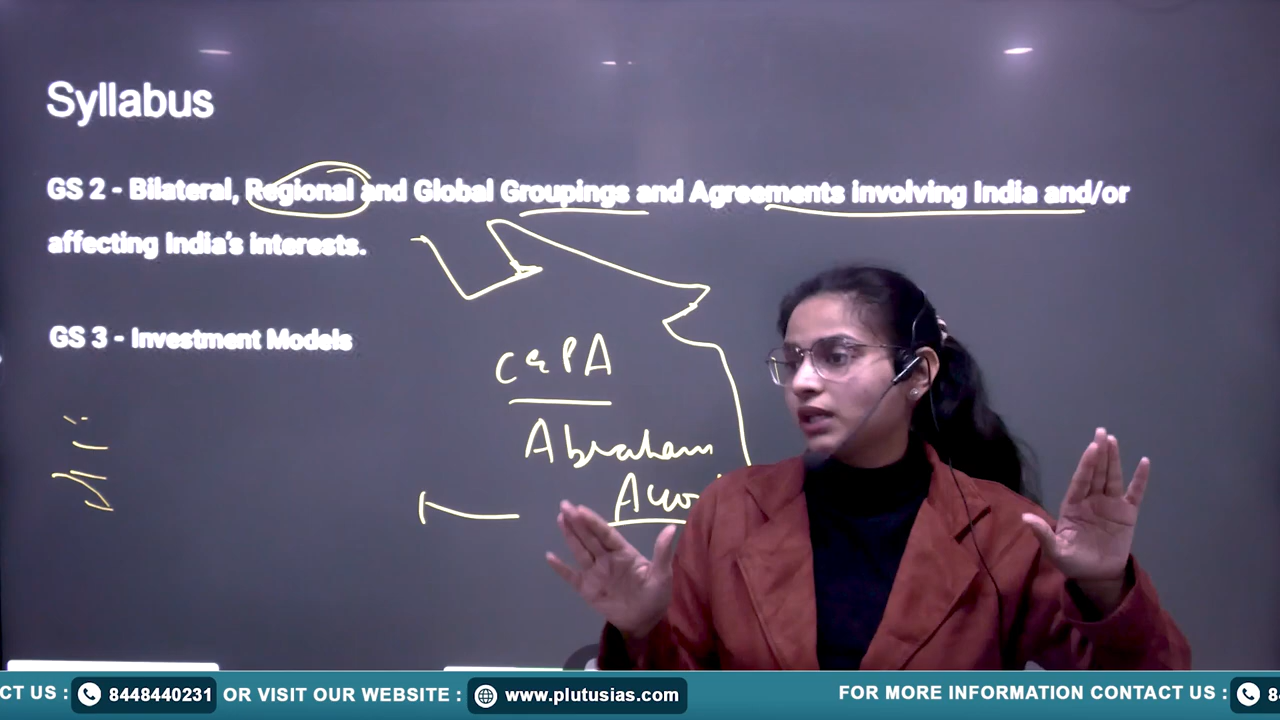 Syllabus
GS 2 - Bilateral, Regional and Global Groupings and Agreements involving India and/or
affecting India's interests.
GS 3 - Investment Models
CEPA
Abraham
CT US : 8448440231 OR VISIT OUR WEBSITE : www.plutusias.com FOR MORE INFORMATION CONTACT US : 8